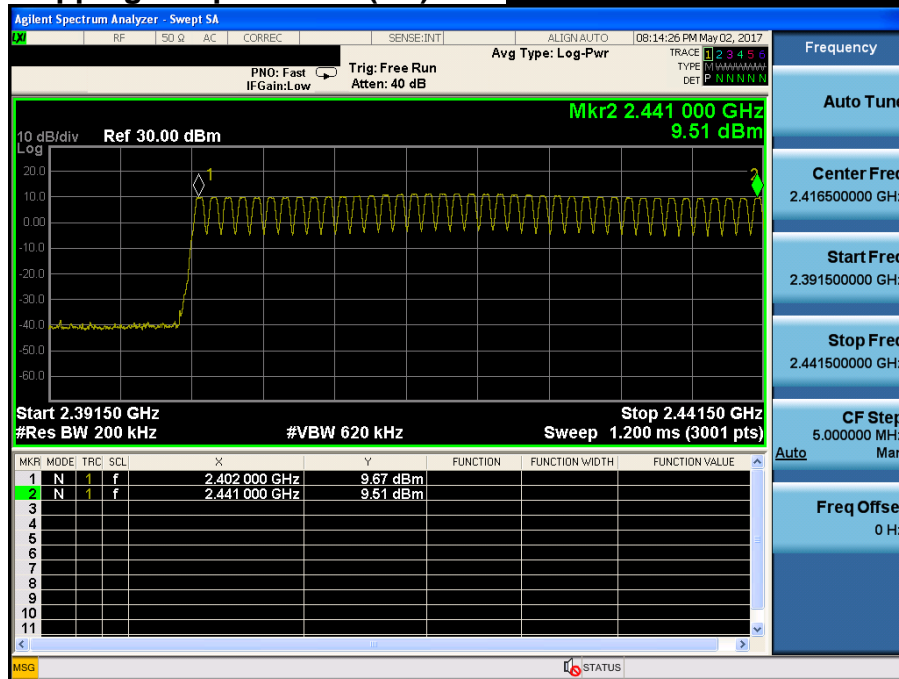 Agilent Spectrum Analyzer - Swept SA
LXI RF 50 Ω AC CORREC SENSE:INT ALIGN AUTO 08:14:26 PM May 02, 2017
PNO: Fast Trig: Free Run Avg Type: Log-Pwr TRACE 1 2 3 4 5 6
IFGain:Low Atten: 40 dB TYPE M WWWWW
DET P N N N N N
Frequency
Mkr2 2.441 000 GHz
9.51 dBm
10 dB/div Ref 30.00 dBm
Log
1
2
20.0
10.0
0.00
-10.0
-20.0
-30.0
-40.0
-50.0
-60.0
Start 2.39150 GHz Stop 2.44150 GHz
#Res BW 200 kHz #VBW 620 kHz Sweep 1.200 ms (3001 pts)
MKR MODE TRC SCL X Y FUNCTION FUNCTION WIDTH FUNCTION VALUE
1 N 1 f 2.402 000 GHz 9.67 dBm
2 N 1 f 2.441 000 GHz 9.51 dBm
3
4
5
6
7
8
9
10
11
MSG STATUS
Auto Tune
Center Freq
2.416500000 GHz
Start Freq
2.391500000 GHz
Stop Freq
2.441500000 GHz
CF Step
5.000000 MHz
Auto Man
Freq Offset
0 Hz